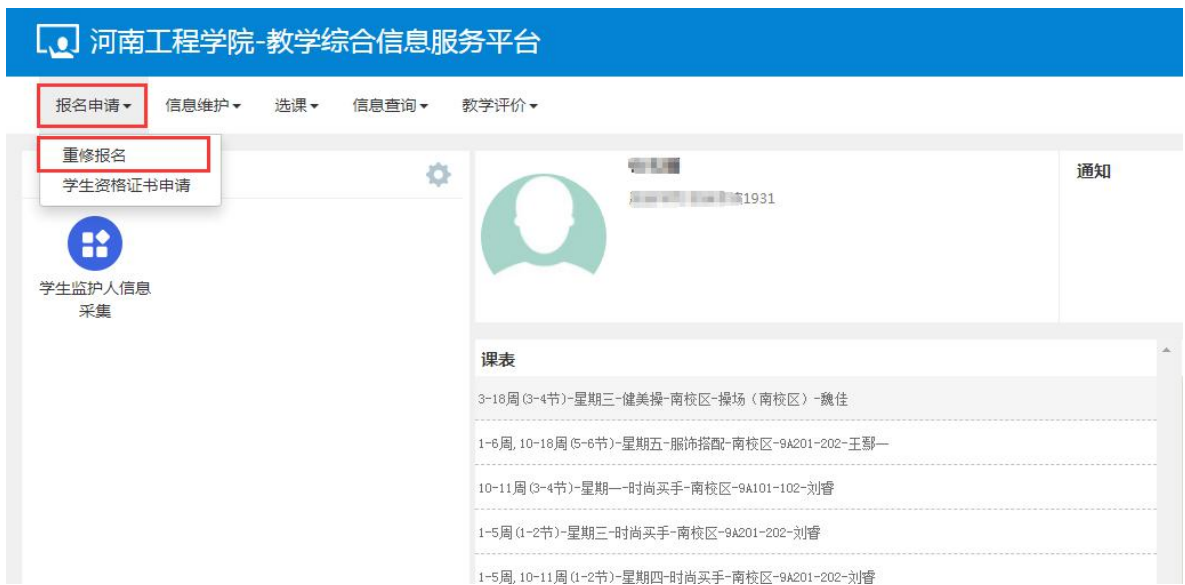 河南工程学院-教学综合信息服务平台
报名申请 信息维护 选课 信息查询 教学评价
重修报名
学生资格证书申请
1931
通知
学生监护人信息
采集
课表
3-18周(3-4节)-星期三-健美操-南校区-操场（南校区）-魏佳
1-6周,10-18周(5-6节)-星期五-服饰搭配-南校区-9A201-202-王鄢一
10-11周(3-4节)-星期一-时尚买手-南校区-9A101-102-刘睿
1-5周(1-2节)-星期三-时尚买手-南校区-9A201-202-刘睿
1-5周,10-11周(1-2节)-星期四-时尚买手-南校区-9A201-202-刘睿